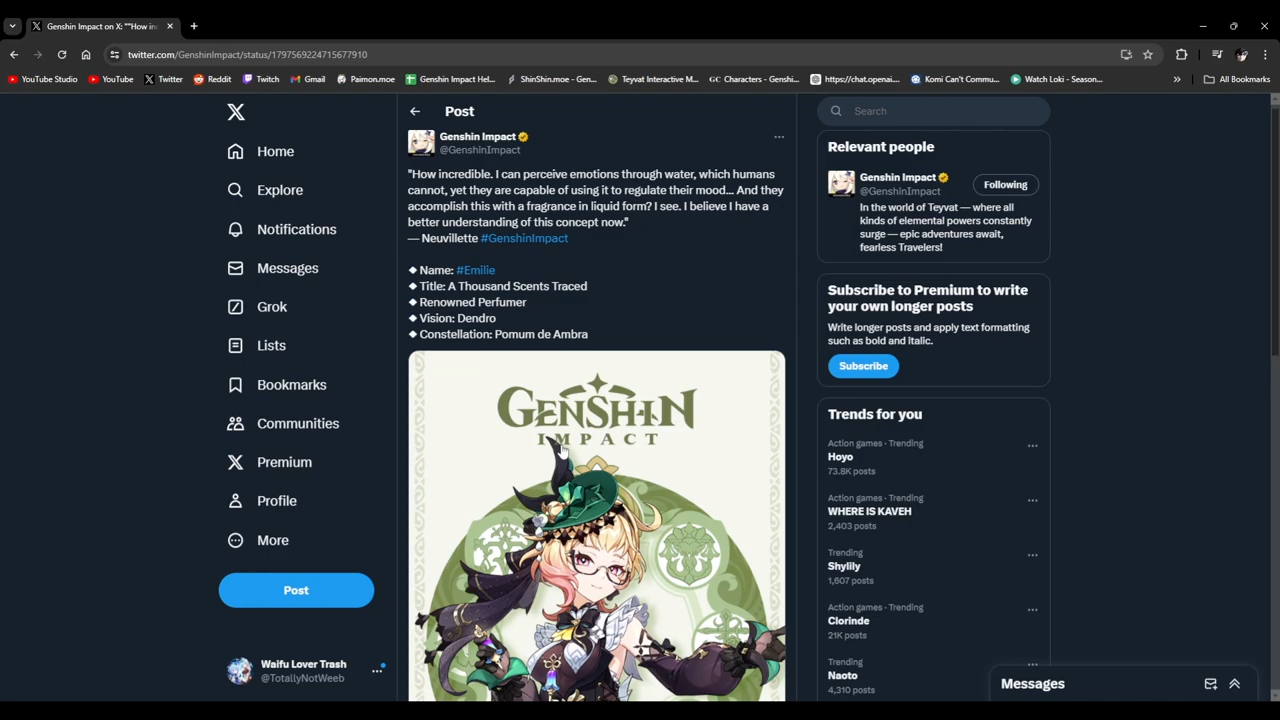 Genshin Impact on X: ""How in
twitter.com/GenshinImpact/status/1797569224715677910
YouTube Studio
YouTube
Twitter
Reddit
Twitch
Gmail
Paimon.moe
Genshin Impact Hel...
ShinShin.moe - Gen...
Teyvat Interactive M...
GC Characters - Genshi...
https://chat.openai....
Komi Can't Commu...
Watch Loki - Season...
»
All Bookmarks
Home
Explore
Notifications
Messages
Grok
Lists
Bookmarks
Communities
Premium
Profile
More
Post
Waifu Lover Trash
@TotallyNotWeeb
Post
Genshin Impact
@GenshinImpact
"How incredible. I can perceive emotions through water, which humans
cannot, yet they are capable of using it to regulate their mood... And they
accomplish this with a fragrance in liquid form? I see. I believe I have a
better understanding of this concept now."
— Neuvillette #GenshinImpact
◆ Name: #Emilie
◆ Title: A Thousand Scents Traced
◆ Renowned Perfumer
◆ Vision: Dendro
◆ Constellation: Pomum de Ambra
GENSHIN
IMPACT
Search
Relevant people
Genshin Impact
@GenshinImpact
Following
In the world of Teyvat — where all
kinds of elemental powers constantly
surge — epic adventures await,
fearless Travelers!
Subscribe to Premium to write
your own longer posts
Write longer posts and apply text formatting
such as bold and italic.
Subscribe
Trends for you
Action games · Trending
Hoyo
73.8K posts
Action games · Trending
WHERE IS KAVEH
2,403 posts
Trending
Shylily
1,607 posts
Action games · Trending
Clorinde
21K posts
Trending
Naoto
4,310 posts
Messages